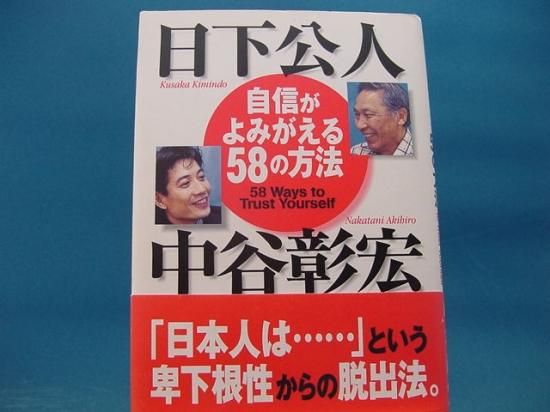 日下公人
Kusaka Kimindo
自信が
よみがえる
58の方法
58 Ways to
Trust Yourself
Nakatani Akihiro
中谷彰宏
「日本人は……」という
卑下根性からの脱出法。